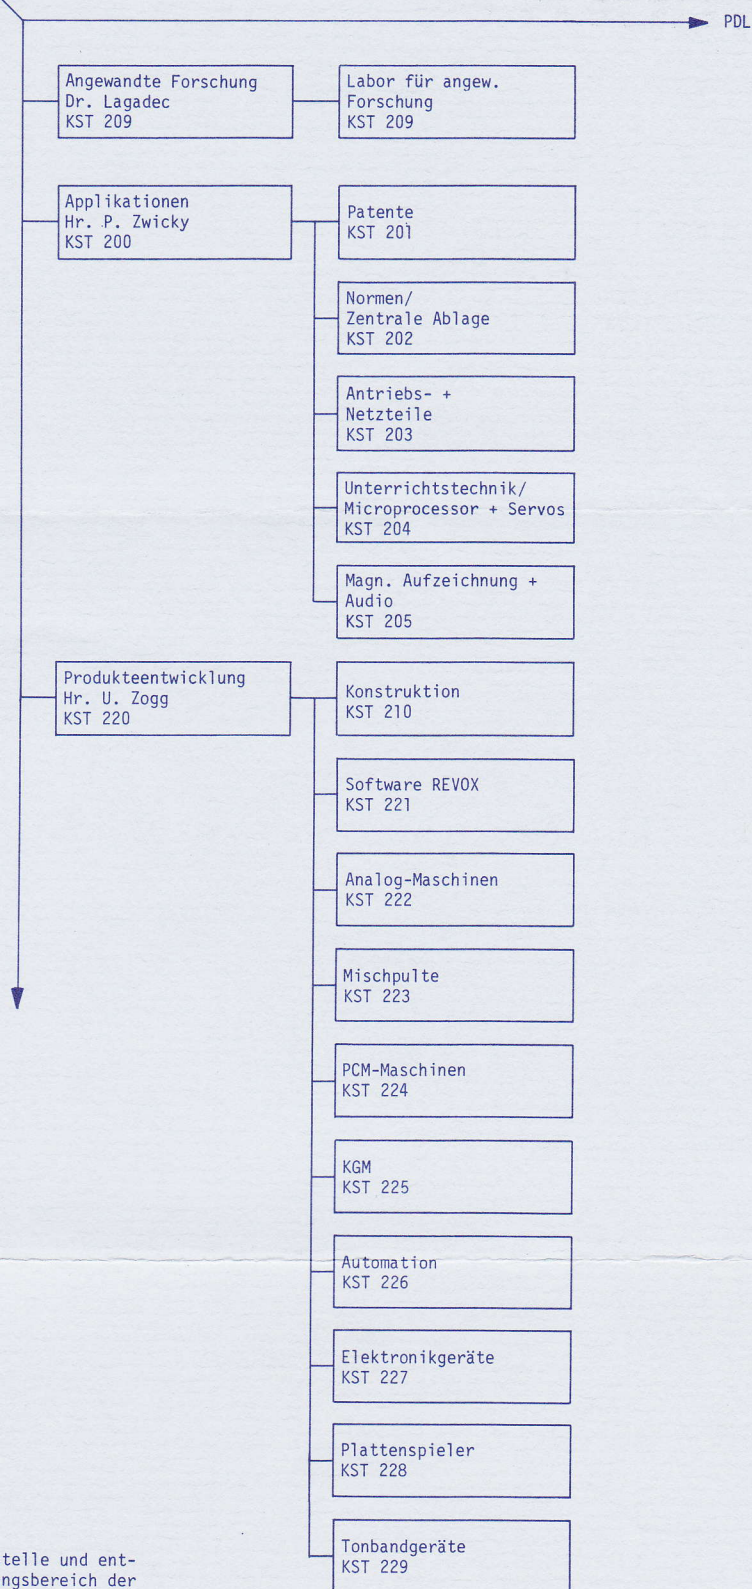 PDL
Angewandte Forschung
Dr. Lagadec
KST 209
Labor für angew.
Forschung
KST 209
Applikationen
Hr. P. Zwicky
KST 200
Patente
KST 201
Normen/
Zentrale Ablage
KST 202
Antriebs- +
Netzteile
KST 203
Unterrichtstechnik/
Microprocessor + Servos
KST 204
Magn. Aufzeichnung +
Audio
KST 205
Produkteentwicklung
Hr. U. Zogg
KST 220
Konstruktion
KST 210
Software REVOX
KST 221
Analog-Maschinen
KST 222
Mischpulte
KST 223
PCM-Maschinen
KST 224
KGM
KST 225
Automation
KST 226
Elektronikgeräte
KST 227
Plattenspieler
KST 228
Tonbandgeräte
KST 229
telle und ent-
ngsbereich der